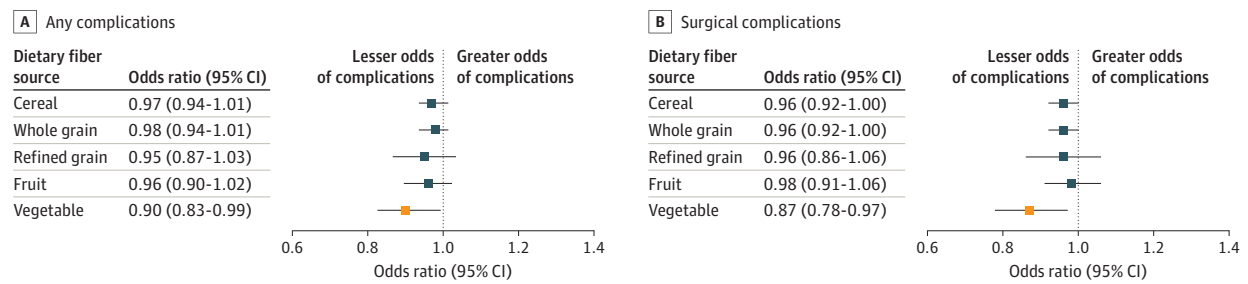 A Any complications
Dietary fiber
source Odds ratio (95% CI)
Lesser odds
of complications
Greater odds
of complications
Cereal 0.97 (0.94-1.01)
Whole grain 0.98 (0.94-1.01)
Refined grain 0.95 (0.87-1.03)
Fruit 0.96 (0.90-1.02)
Vegetable 0.90 (0.83-0.99)
0.6 0.8 1.0 1.2 1.4
Odds ratio (95% CI)
B Surgical complications
Dietary fiber
source Odds ratio (95% CI)
Lesser odds
of complications
Greater odds
of complications
Cereal 0.96 (0.92-1.00)
Whole grain 0.96 (0.92-1.00)
Refined grain 0.96 (0.86-1.06)
Fruit 0.98 (0.91-1.06)
Vegetable 0.87 (0.78-0.97)
0.6 0.8 1.0 1.2 1.4
Odds ratio (95% CI)